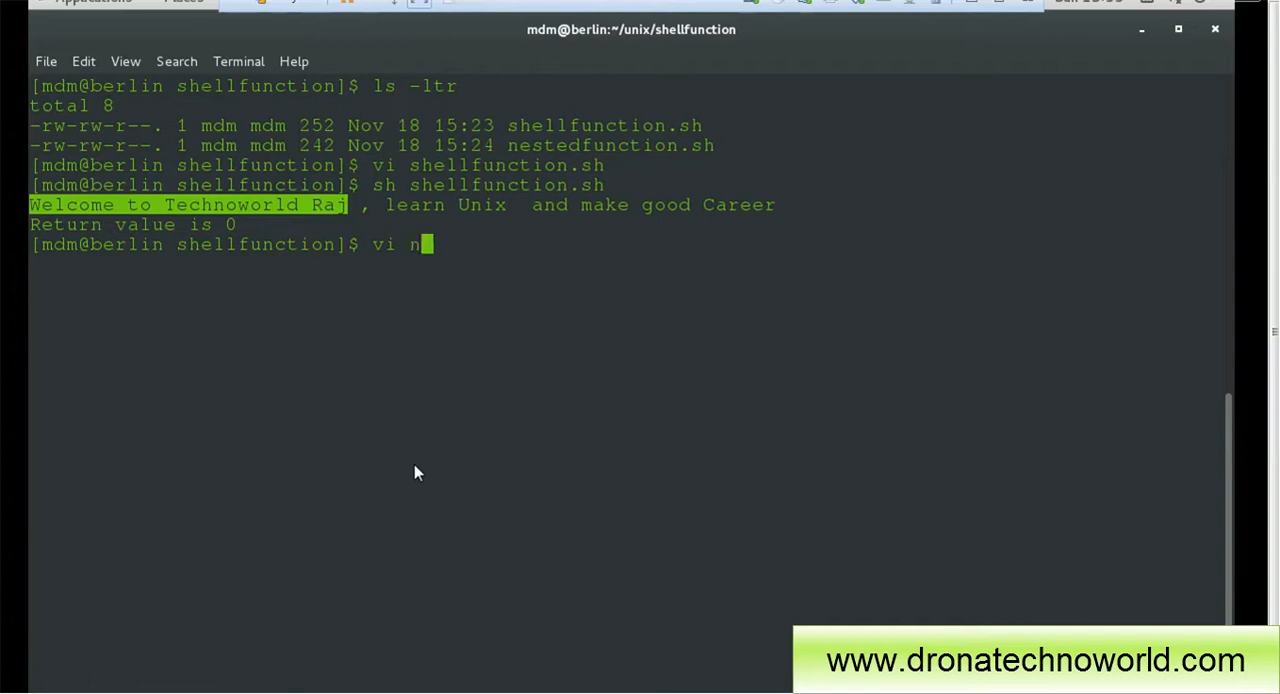 Applications Places
mdm@berlin:~/unix/shellfunction
File Edit View Search Terminal Help
[mdm@berlin shellfunction]$ ls -ltr
total 8
-rw-rw-r--. 1 mdm mdm 252 Nov 18 15:23 shellfunction.sh
-rw-rw-r--. 1 mdm mdm 242 Nov 18 15:24 nestedfunction.sh
[mdm@berlin shellfunction]$ vi shellfunction.sh
[mdm@berlin shellfunction]$ sh shellfunction.sh
Welcome to Technoworld Raj , learn Unix  and make good Career
Return value is 0
[mdm@berlin shellfunction]$ vi n
www.dronatechnoworld.com